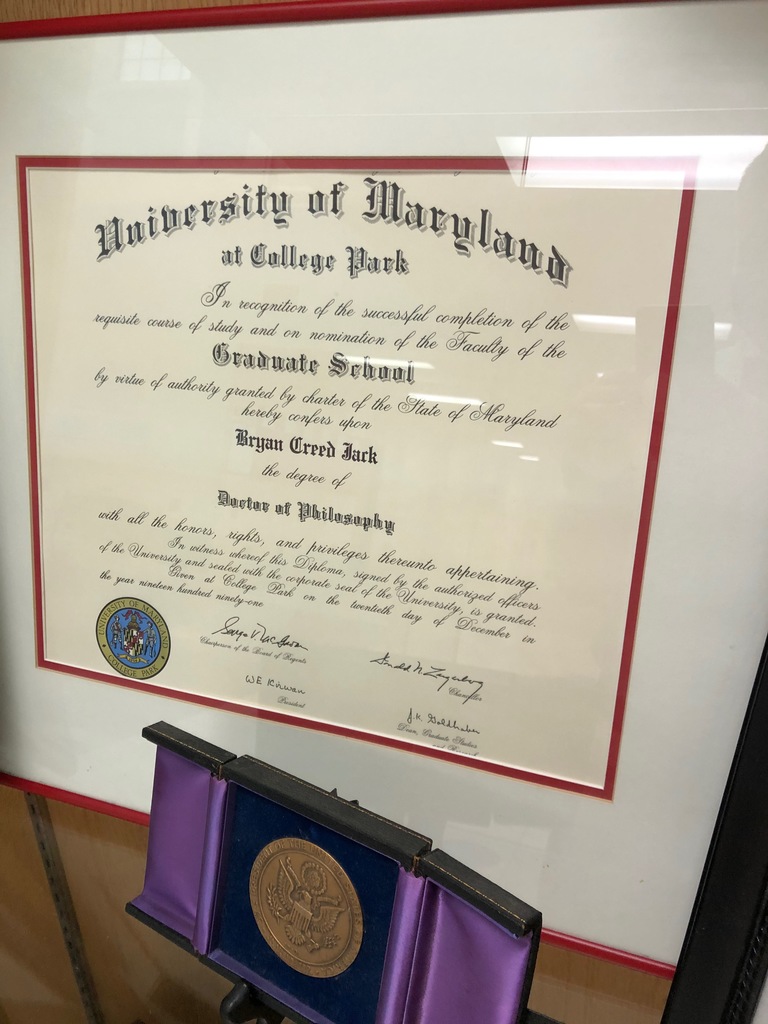 University of Maryland
at College Park
In recognition of the successful completion of the
requisite course of study and on nomination of the Faculty of the
Graduate School
by virtue of authority granted by charter of the State of Maryland
hereby confers upon
Bryan Creed Jack
the degree of
Doctor of Philosophy
with all the honors, rights, and privileges thereunto appertaining.
In witness whereof this Diploma, signed by the authorized officers
of the University and sealed with the corporate seal of the University, is granted.
Given at College Park on the twentieth day of December in
the year nineteen hundred ninety-one
UNIVERSITY OF MARYLAND
COLLEGE PARK
Chairperson of the Board of Regents
Chancellor
W E Kirwan
President
J. K. Goldhaber
Dean, Graduate Studies
and Research